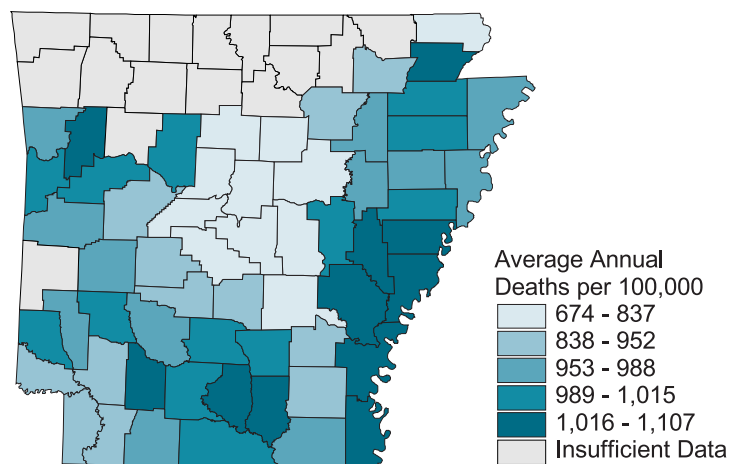 Average Annual
Deaths per 100,000
674 - 837
838 - 952
953 - 988
989 - 1,015
1,016 - 1,107
Insufficient Data